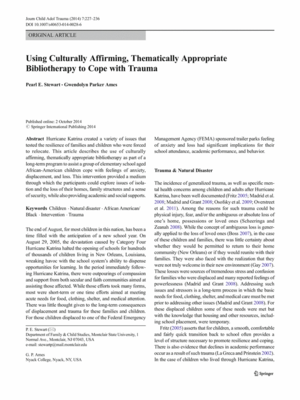 Journ Child Adol Trauma (2014) 7:227–236
DOI 10.1007/s40653-014-0028-6
ORIGINAL ARTICLE
Using Culturally Affirming, Thematically Appropriate
Bibliotherapy to Cope with Trauma
Pearl E. Stewart · Gwendolyn Parker Ames
Published online: 2 October 2014
© Springer International Publishing 2014
Abstract Hurricane Katrina created a variety of issues that
tested the resilience of families and children who were forced
to relocate. This article describes the use of culturally
affirming, thematically appropriate bibliotherapy as part of a
long-term program to assist a group of elementary school aged
African-American children cope with feelings of anxiety,
displacement, and loss. This intervention provided a medium
through which the participants could explore issues of isola-
tion and the loss of their homes, family structures and a sense
of security, while also providing academic and social supports.
Keywords Children · Natural disaster · African American/
Black · Intervention · Trauma
The end of August, for most children in this nation, has been a
time filled with the anticipation of a new school year. On
August 29, 2005, the devastation caused by Category Four
Hurricane Katrina halted the opening of schools for hundreds
of thousands of children living in New Orleans, Louisiana,
wreaking havoc with the school system's ability to dispense
opportunities for learning. In the period immediately follow-
ing Hurricane Katrina, there were outpourings of compassion
and support from both secular and faith communities aimed at
assisting those affected. While these efforts took many forms,
most were short-term or one time efforts aimed at meeting
acute needs for food, clothing, shelter, and medical attention.
There was little thought given to the long-term consequences
of displacement and trauma for these families and children.
For those children displaced to one of the Federal Emergency
P. E. Stewart
Department of Family & Child Studies, Montclair State University, 1
Normal Ave., Montclair, NJ 07043, USA
e-mail: stewartp@mail.montclair.edu
G. P. Ames
Nyack College, Nyack, NY, USA
Management Agency (FEMA) sponsored trailer parks feeling
of anxiety and loss had significant implications for their
school attendance, academic performance, and behavior.
Trauma & Natural Disaster
The incidence of generalized trauma, as well as specific men-
tal health concerns among children and adults after Hurricane
Katrina, have been well documented (Fritz 2005; Madrid et al.
2008; Madrid and Grant 2008; Osofsky et al. 2009; Overstreet
et al. 2011). Among the reasons for such trauma could be
physical injury, fear, and/or the ambiguous or absolute loss of
one's home, possessions or loved ones (Scheeringa and
Zeanah 2008). While the concept of ambiguous loss is gener-
ally applied to the loss of loved ones (Boss 2007), in the case
of these children and families, there was little certainty about
whether they would be permitted to return to their home
community (New Orleans) or if they would reunite with their
families. They were also faced with the realization that they
were not truly welcome in their new environment (Gay 2007).
These losses were sources of tremendous stress and confusion
for families who were displaced and many reported feelings of
powerlessness (Madrid and Grant 2008). Addressing such
issues and stressors is a long-term process in which the basic
needs for food, clothing, shelter, and medical care must be met
prior to addressing other issues (Madrid and Grant 2008). For
these displaced children some of these needs were met but
with the knowledge that housing and other resources, includ-
ing school placement, were temporary.
Fritz (2005) asserts that for children, a smooth, comfortable
and fairly quick transition back to school often provides a
level of structure necessary to promote resilience and coping.
There is also evidence that declines in academic performance
occur as a result of such trauma (La Greca and Prinstein 2002).
In the case of children who lived through Hurricane Katrina,
Springer